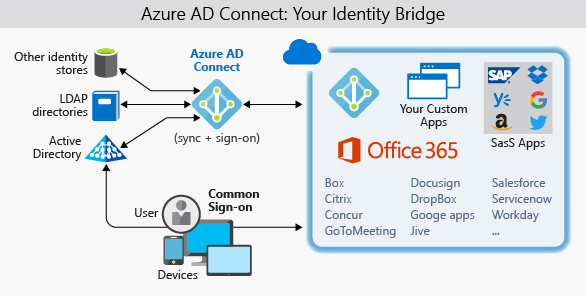 Azure AD Connect: Your Identity Bridge
Other identity
stores
LDAP
directories
Active
Directory
Azure AD
Connect
(sync + sign-on)
Your Custom
Apps
SAP
SasS Apps
Office 365
Box
Docusign
Salesforce
Citrix
DropBox
Servicenow
Concur
Googe apps
Workday
GoToMeeting
Jive
...
Common
Sign-on
User
Devices